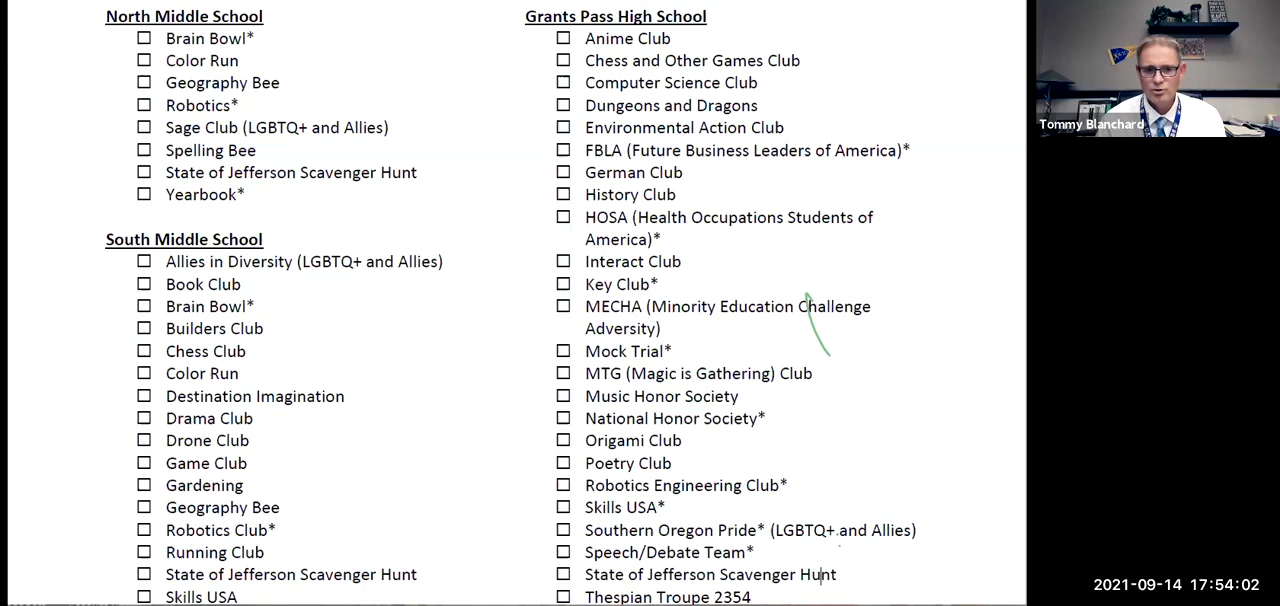 North Middle School
☐ Brain Bowl*
☐ Color Run
☐ Geography Bee
☐ Robotics*
☐ Sage Club (LGBTQ+ and Allies)
☐ Spelling Bee
☐ State of Jefferson Scavenger Hunt
☐ Yearbook*
South Middle School
☐ Allies in Diversity (LGBTQ+ and Allies)
☐ Book Club
☐ Brain Bowl*
☐ Builders Club
☐ Chess Club
☐ Color Run
☐ Destination Imagination
☐ Drama Club
☐ Drone Club
☐ Game Club
☐ Gardening
☐ Geography Bee
☐ Robotics Club*
☐ Running Club
☐ State of Jefferson Scavenger Hunt
☐ Skills USA
Grants Pass High School
☐ Anime Club
☐ Chess and Other Games Club
☐ Computer Science Club
☐ Dungeons and Dragons
☐ Environmental Action Club
☐ FBLA (Future Business Leaders of America)*
☐ German Club
☐ History Club
☐ HOSA (Health Occupations Students of
America)*
☐ Interact Club
☐ Key Club*
☐ MECHA (Minority Education Challenge
Adversity)
☐ Mock Trial*
☐ MTG (Magic is Gathering) Club
☐ Music Honor Society
☐ National Honor Society*
☐ Origami Club
☐ Poetry Club
☐ Robotics Engineering Club*
☐ Skills USA*
☐ Southern Oregon Pride* (LGBTQ+ and Allies)
☐ Speech/Debate Team*
☐ State of Jefferson Scavenger Hunt
☐ Thespian Troupe 2354
Tommy Blanchard
2021-09-14 17:54:02